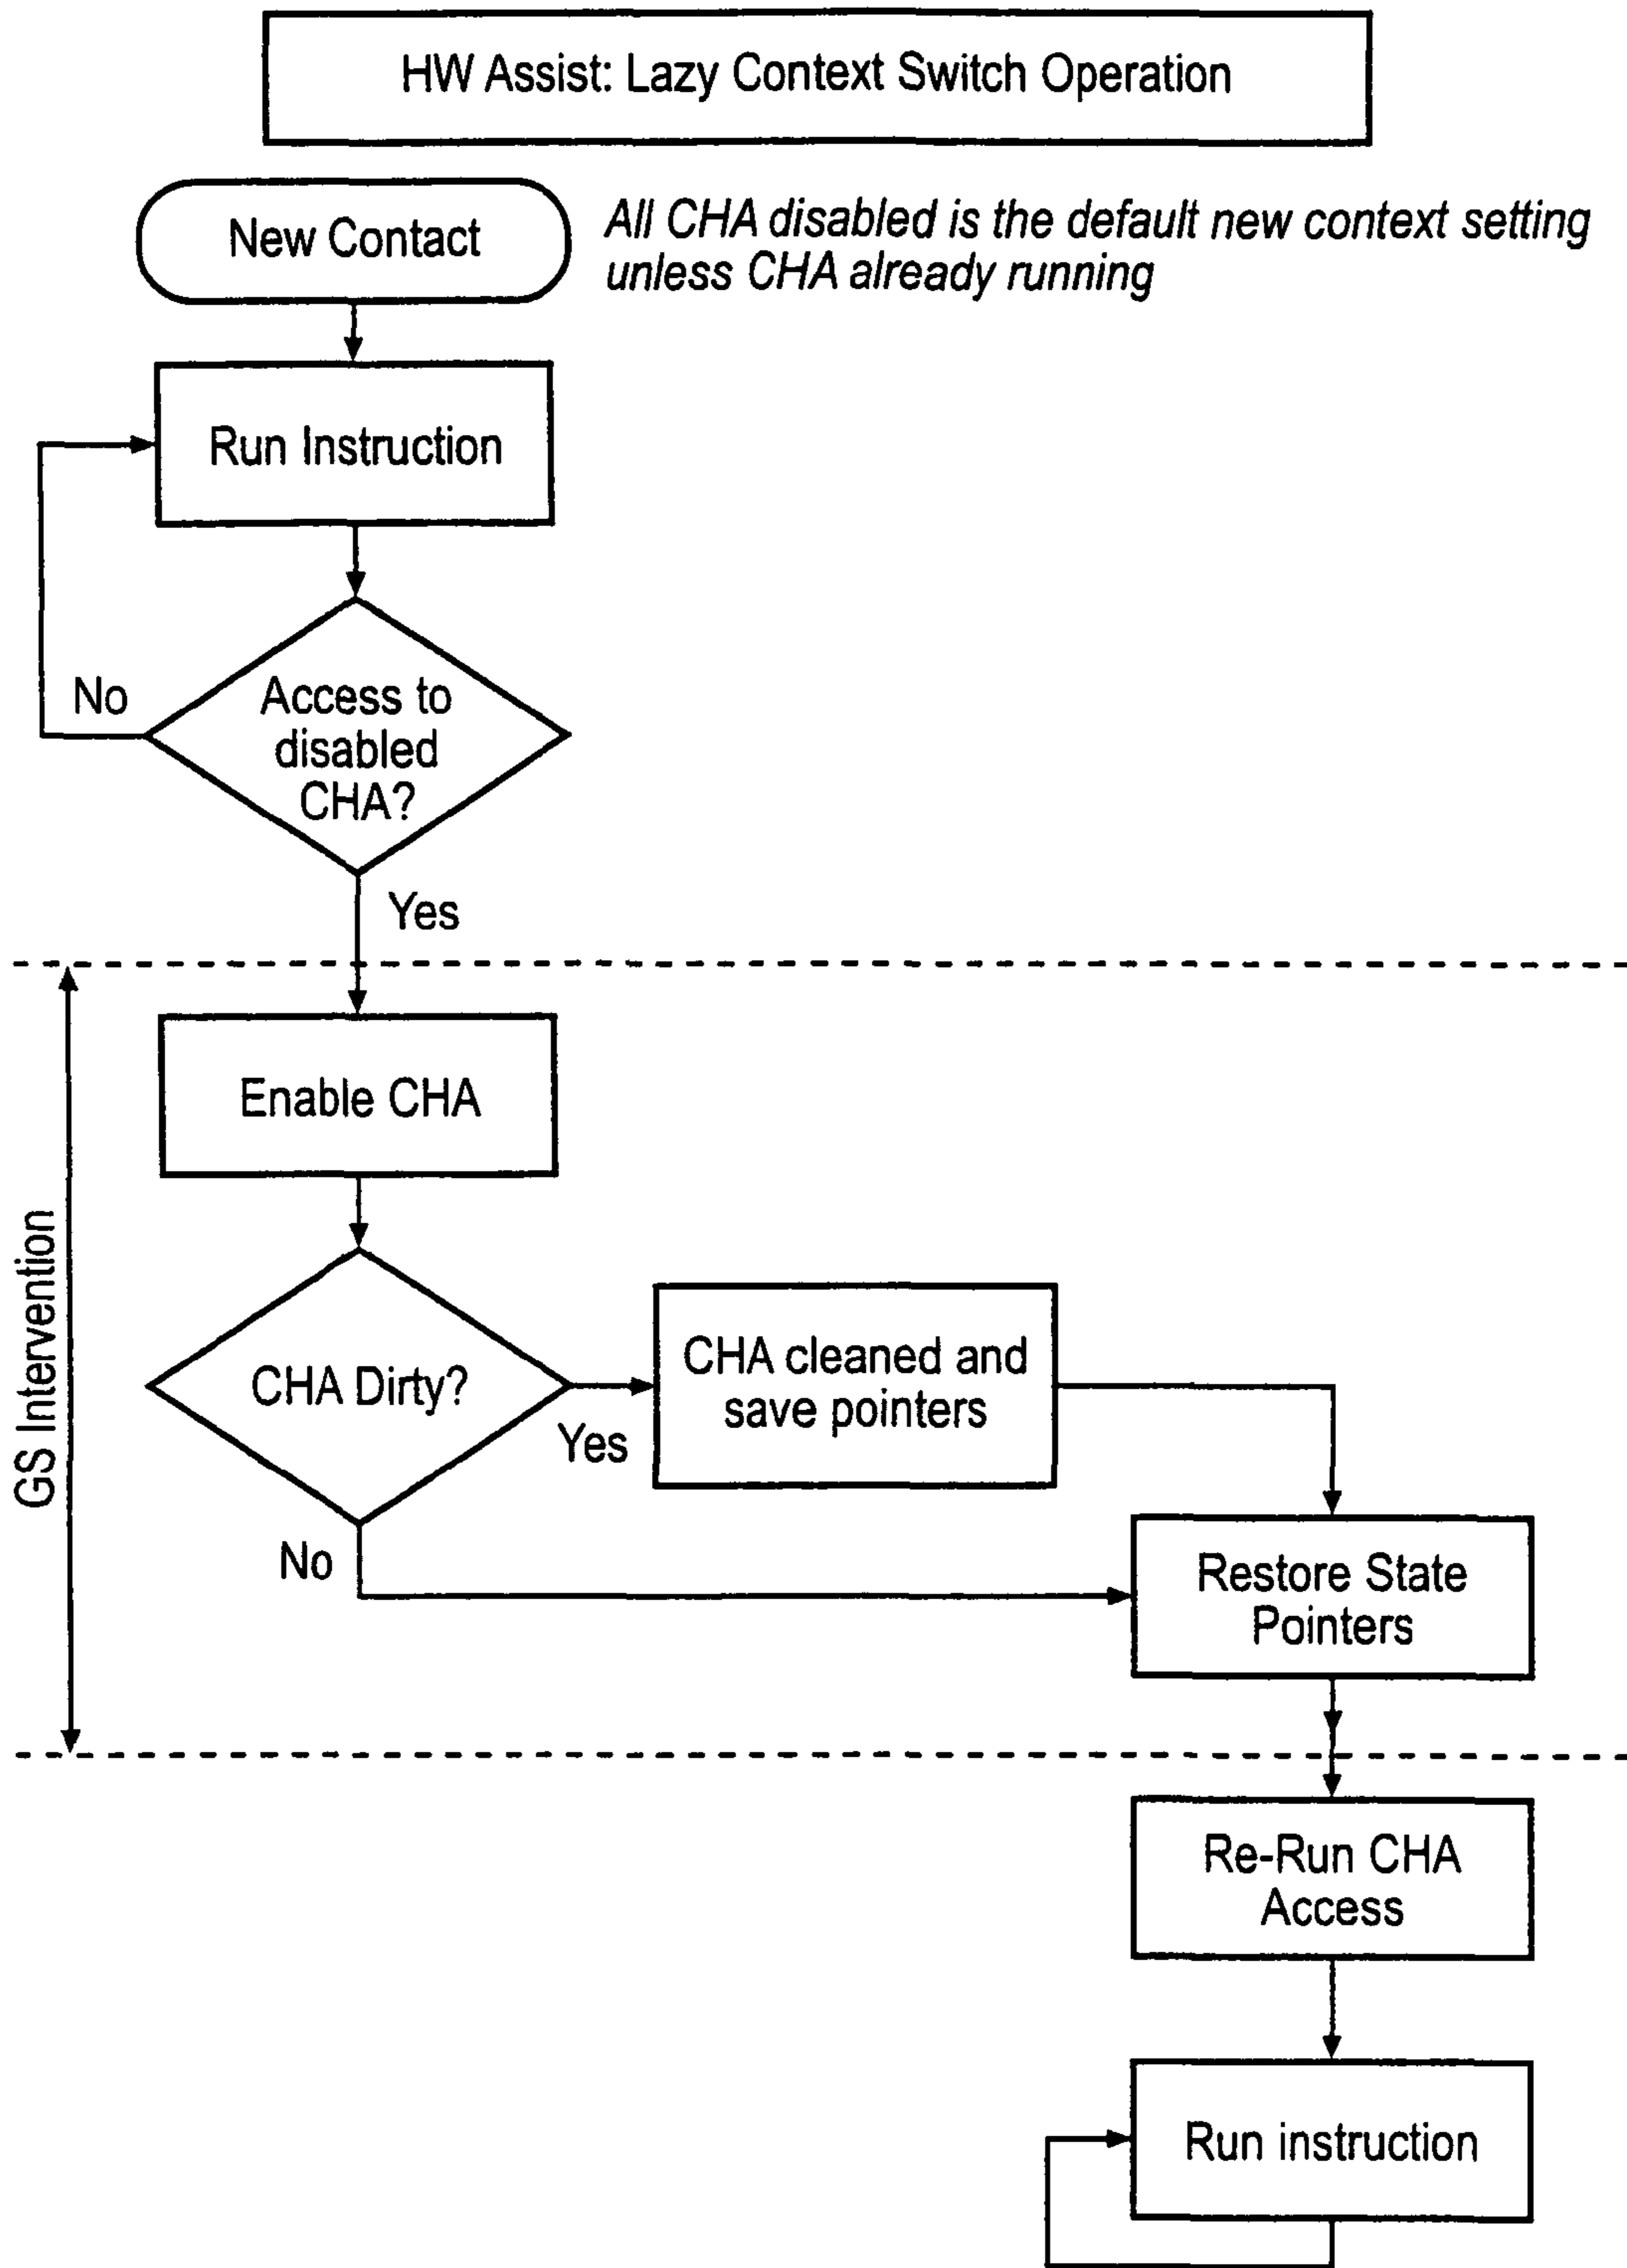 HW Assist: Lazy Context Switch Operation
New Contact
All CHA disabled is the default new context setting
unless CHA already running
Run Instruction
No
Access to
disabled
CHA?
Yes
GS Intervention
Enable CHA
CHA Dirty?
Yes
CHA cleaned and
save pointers
No
Restore State
Pointers
Re-Run CHA
Access
Run instruction